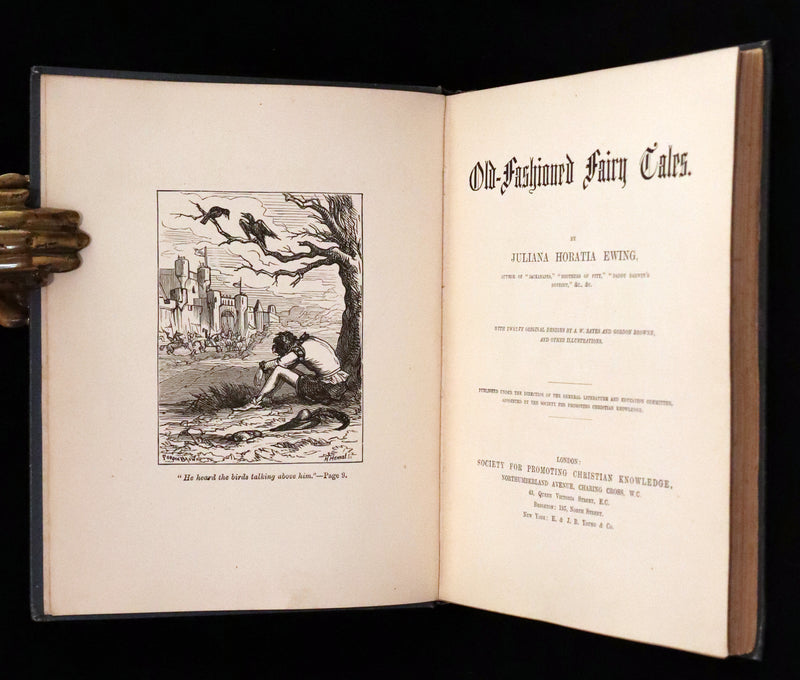 "He heard the birds talking above him."—Page 9.
Old-Fashioned Fairy Tales.
BY
JULIANA HORATIA EWING,
AUTHOR OF "JACKANAPES," "BROTHERS OF PITY," "DADDY DARWIN'S
DOVECOT," &c., &c.
WITH TWELVE ORIGINAL DESIGNS BY A. W. BAYES AND GORDON BROWNE,
AND OTHER ILLUSTRATIONS.
PUBLISHED UNDER THE DIRECTION OF THE GENERAL LITERATURE AND EDUCATION COMMITTEE,
APPOINTED BY THE SOCIETY FOR PROMOTING CHRISTIAN KNOWLEDGE.
LONDON:
SOCIETY FOR PROMOTING CHRISTIAN KNOWLEDGE,
NORTHUMBERLAND AVENUE, CHARING CROSS, W.C.
43, QUEEN VICTORIA STREET, E.C.
BRIGHTON: 135, NORTH STREET.
NEW YORK: E. & J. B. YOUNG & Co.